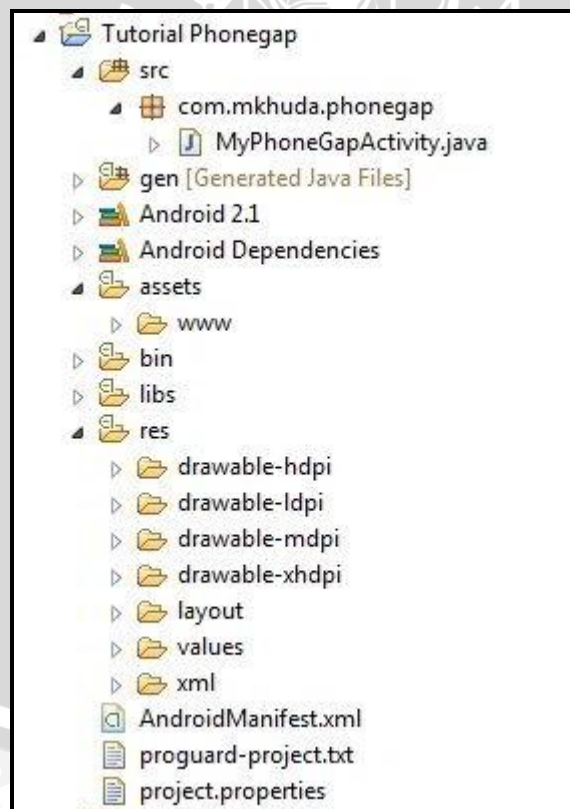 Tutorial Phonegap
src
com.mkhuda.phonegap
MyPhoneGapActivity.java
gen [Generated Java Files]
Android 2.1
Android Dependencies
assets
www
bin
libs
res
drawable-hdpi
drawable-ldpi
drawable-mdpi
drawable-xhdpi
layout
values
xml
AndroidManifest.xml
proguard-project.txt
project.properties